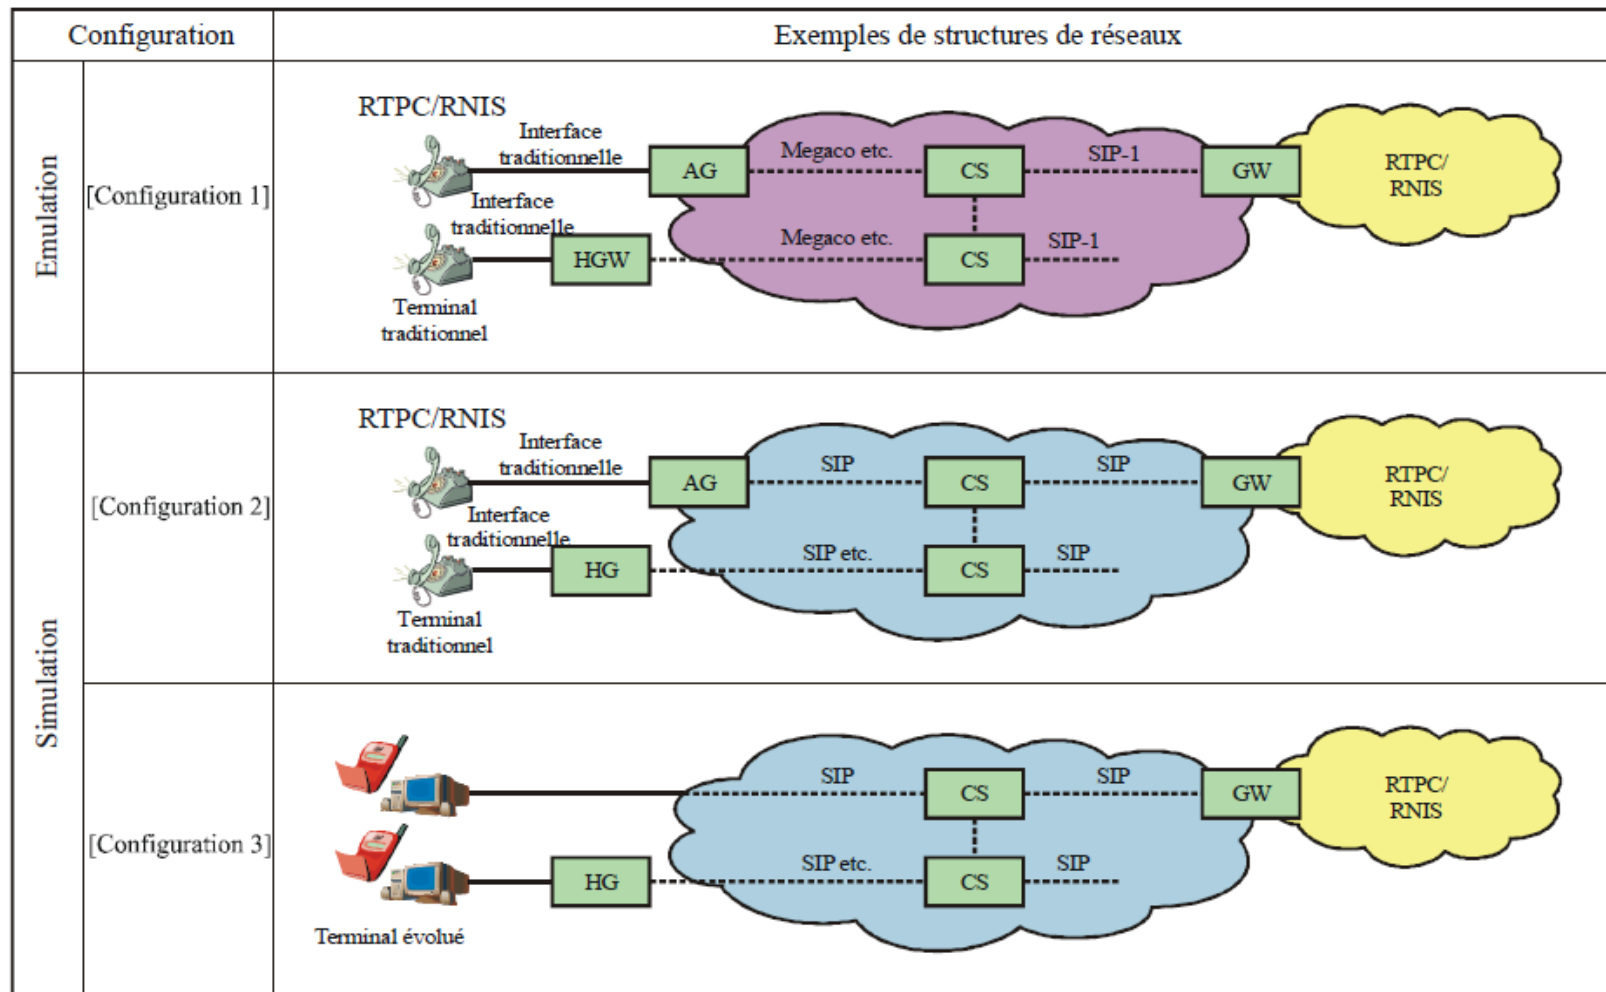 Configuration
Exemples de structures de réseaux
Emulation
[Configuration 1]
RTPC/RNIS
Interface
traditionnelle
AG
Megaco etc.
CS
SIP-1
GW
RTPC/
RNIS
Interface
traditionnelle
HGW
Megaco etc.
CS
SIP-1
Terminal
traditionnel
Simulation
[Configuration 2]
RTPC/RNIS
Interface
traditionnelle
AG
SIP
CS
SIP
GW
RTPC/
RNIS
Interface
traditionnelle
HG
SIP etc.
CS
SIP
Terminal
traditionnel
[Configuration 3]
SIP
CS
SIP
GW
RTPC/
RNIS
HG
SIP etc.
CS
SIP
Terminal évolué